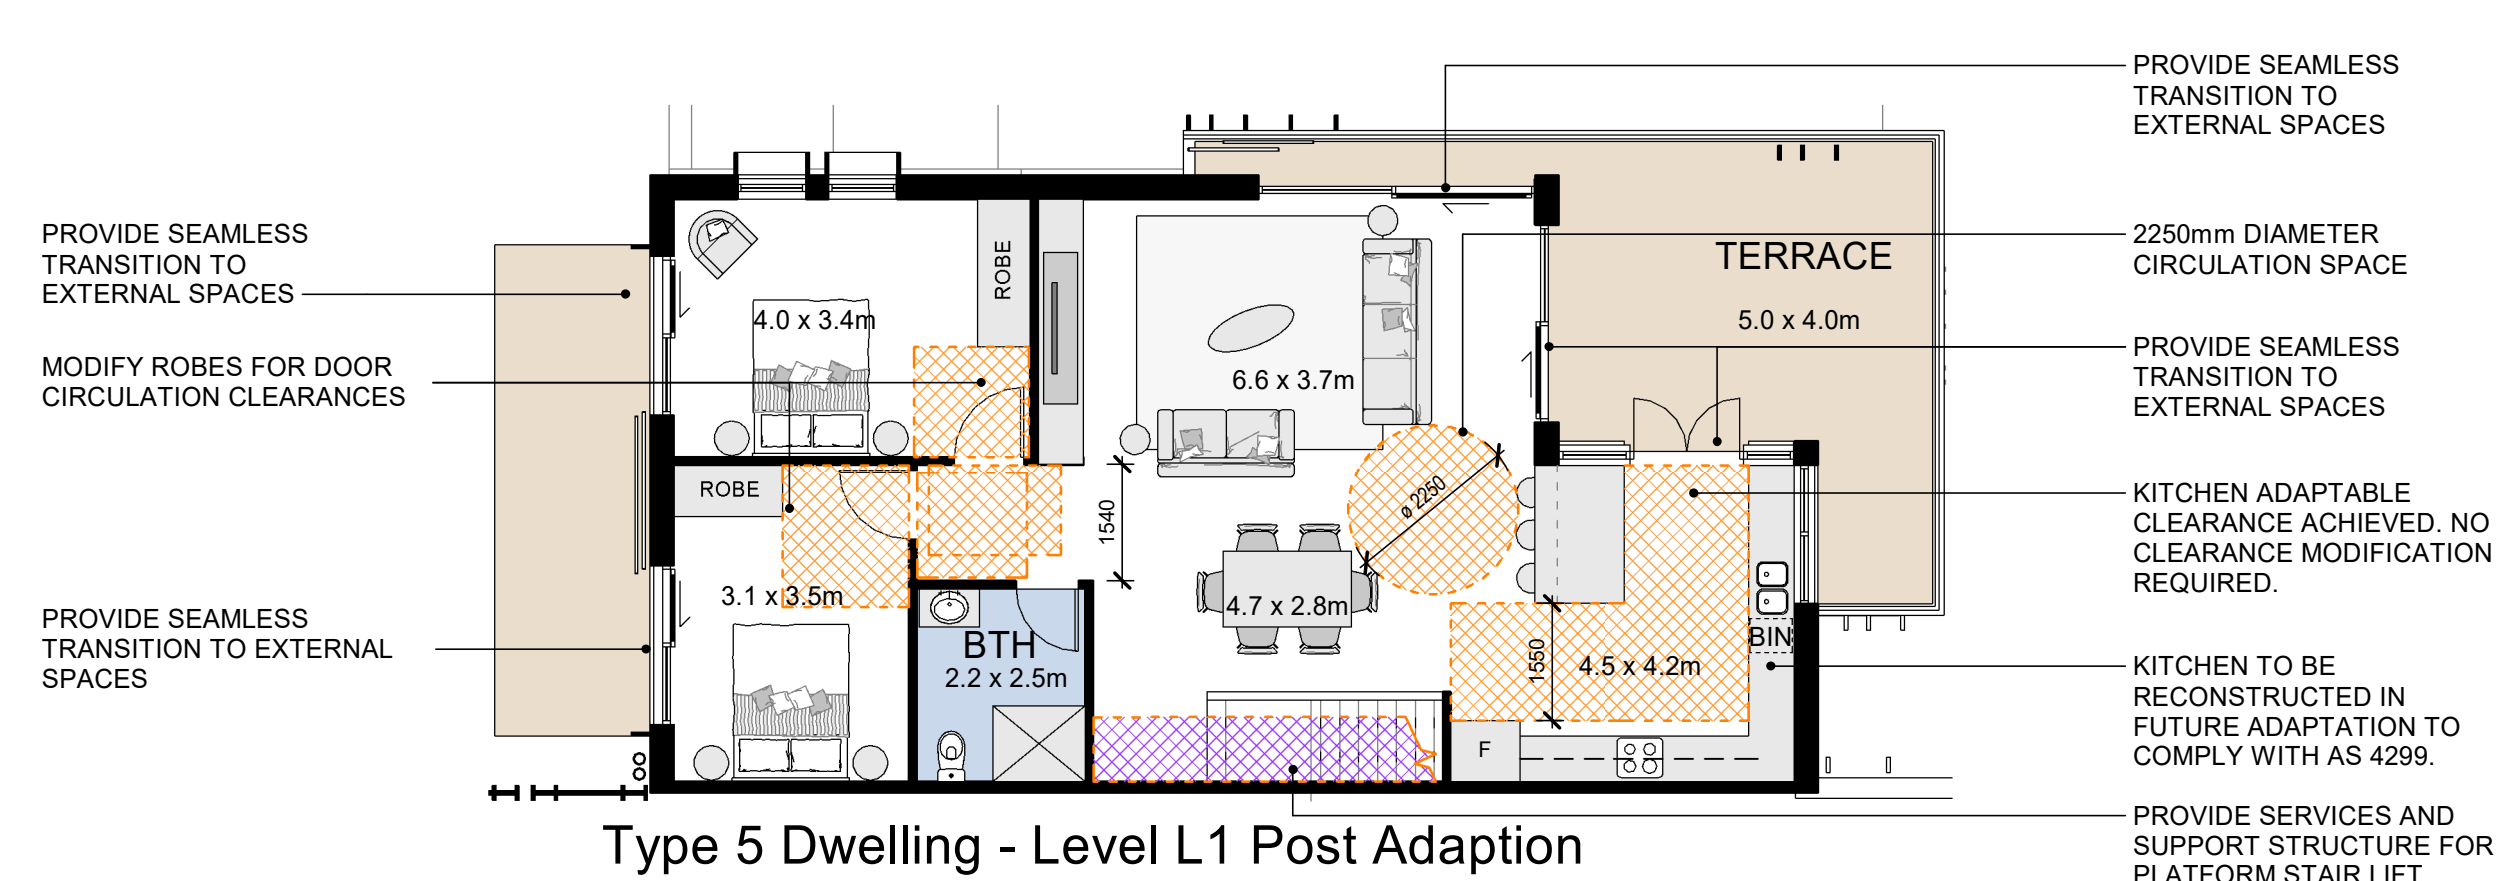 PROVIDE SEAMLESS
TRANSITION TO
EXTERNAL SPACES
MODIFY ROBES FOR DOOR
CIRCULATION CLEARANCES
PROVIDE SEAMLESS
TRANSITION TO EXTERNAL
SPACES
ROBE
4.0 x 3.4m
ROBE
3.1 x 3.5m
BTH
2.2 x 2.5m
6.6 x 3.7m
1540
ø 2250
4.7 x 2.8m
1550
4.5 x 4.2m
F
BIN
TERRACE
5.0 x 4.0m
PROVIDE SEAMLESS
TRANSITION TO
EXTERNAL SPACES
2250mm DIAMETER
CIRCULATION SPACE
PROVIDE SEAMLESS
TRANSITION TO
EXTERNAL SPACES
KITCHEN ADAPTABLE
CLEARANCE ACHIEVED. NO
CLEARANCE MODIFICATION
REQUIRED.
KITCHEN TO BE
RECONSTRUCTED IN
FUTURE ADAPTATION TO
COMPLY WITH AS 4299.
PROVIDE SERVICES AND
SUPPORT STRUCTURE FOR
PLATFORM STAIR LIFT
Type 5 Dwelling - Level L1 Post Adaption